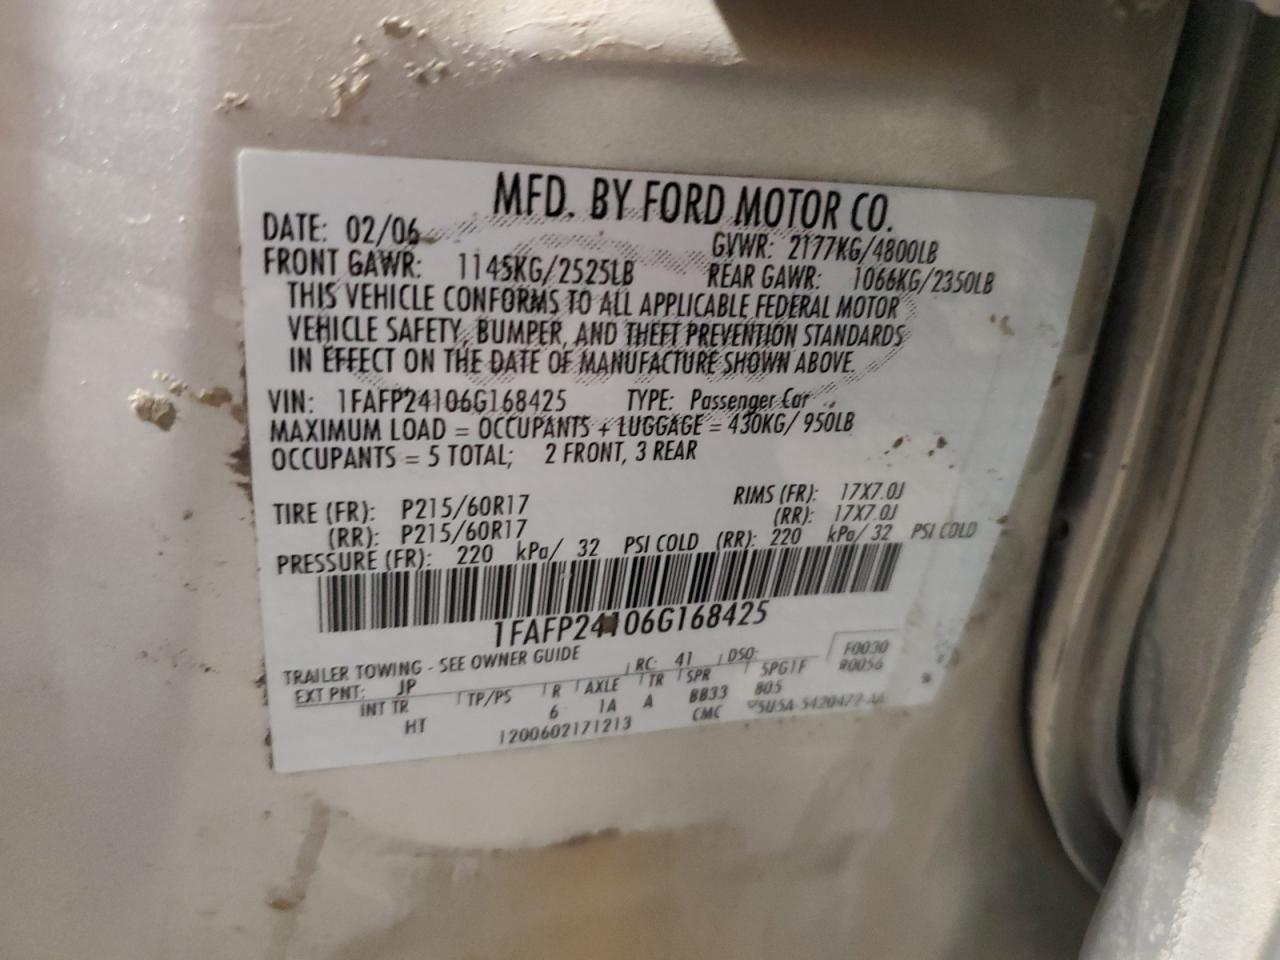 MFD. BY FORD MOTOR CO.
DATE: 02/06 GVWR: 2177KG/4800LB
FRONT GAWR: 1145KG/2525LB REAR GAWR: 1066KG/2350LB
THIS VEHICLE CONFORMS TO ALL APPLICABLE FEDERAL MOTOR
VEHICLE SAFETY, BUMPER, AND THEFT PREVENTION STANDARDS
IN EFFECT ON THE DATE OF MANUFACTURE SHOWN ABOVE.
VIN: 1FAFP24106G168425 TYPE: Passenger Car
MAXIMUM LOAD = OCCUPANTS + LUGGAGE = 430KG/ 950LB
OCCUPANTS = 5 TOTAL; 2 FRONT, 3 REAR
TIRE (FR): P215/60R17 RIMS (FR): 17X7.0J
(RR): P215/60R17 (RR): 17X7.0J
PRESSURE (FR): 220 kPa/ 32 PSI COLD (RR): 220 kPa/ 32 PSI COLD
1FAFP24106G168425
TRAILER TOWING - SEE OWNER GUIDE
F0030
R0056
EXT PNT: JP RC: 41 DSO:
INT TR TP/PS R AXLE TR SPR SPG1F
HT 6 1A A BB33 805
1200602171213 CMC